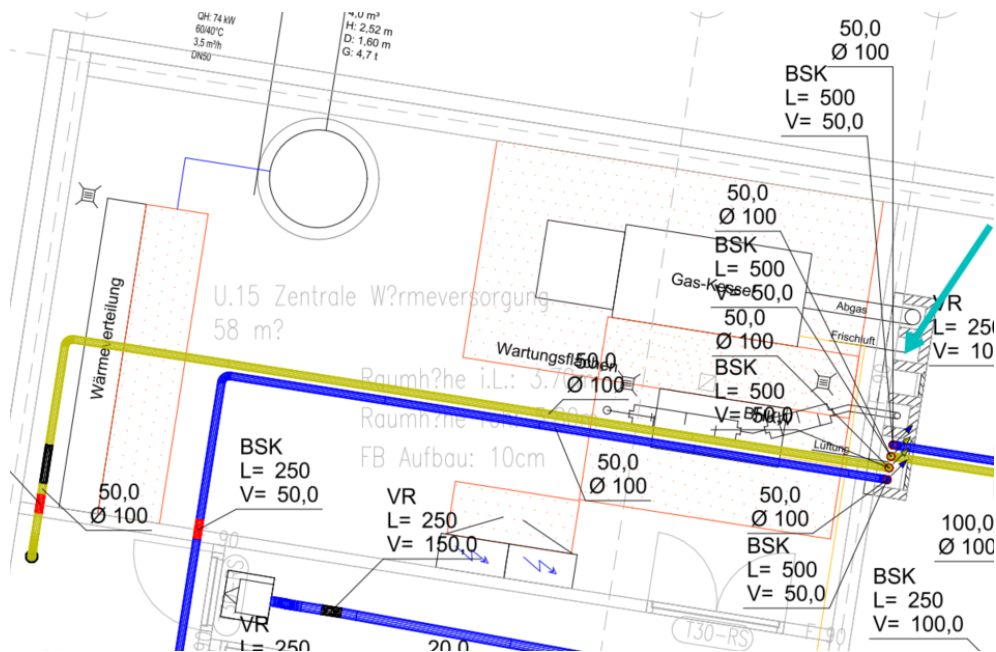 QH: 74 kW
60/40°C
3,5 m³/h
DN50
4,0 m³
H: 2,52 m
D: 1,60 m
G: 4,7 t
50,0
Ø 100
BSK
L= 500
V= 50,0
50,0
Ø 100
BSK
L= 500
V= 50,0
Gas-Kessel
50,0
Ø 100
BSK
L= 500
V= 50,0
Abgas
Frischluft
Lüftung
VR
L= 250
V= 10
Wärmeverteilung
U.15 Zentrale W?rmeversorgung
58 m?
Wartungsflächen
50,0
Ø 100
Raumh?he i.L.: 3.70m
Raumh?he
FB Aufbau: 10cm
BSK
L= 250
V= 50,0
50,0
Ø 100
VR
L= 250
V= 150,0
50,0
Ø 100
50,0
Ø 100
BSK
L= 500
V= 50,0
100,0
Ø 100
BSK
L= 250
V= 100,0
90
VR
L= 250
20,0
T30-RS
F 90